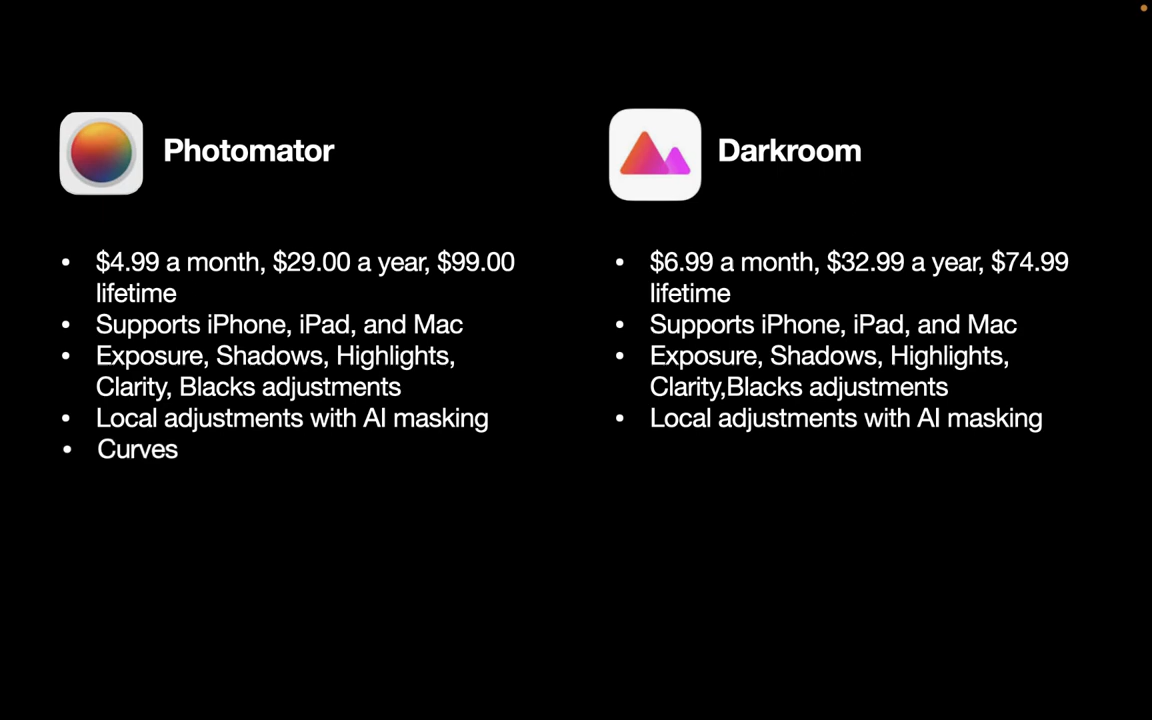 Photomator
• $4.99 a month, $29.00 a year, $99.00
lifetime
• Supports iPhone, iPad, and Mac
• Exposure, Shadows, Highlights,
Clarity, Blacks adjustments
• Local adjustments with AI masking
• Curves
Darkroom
• $6.99 a month, $32.99 a year, $74.99
lifetime
• Supports iPhone, iPad, and Mac
• Exposure, Shadows, Highlights,
Clarity,Blacks adjustments
• Local adjustments with AI masking